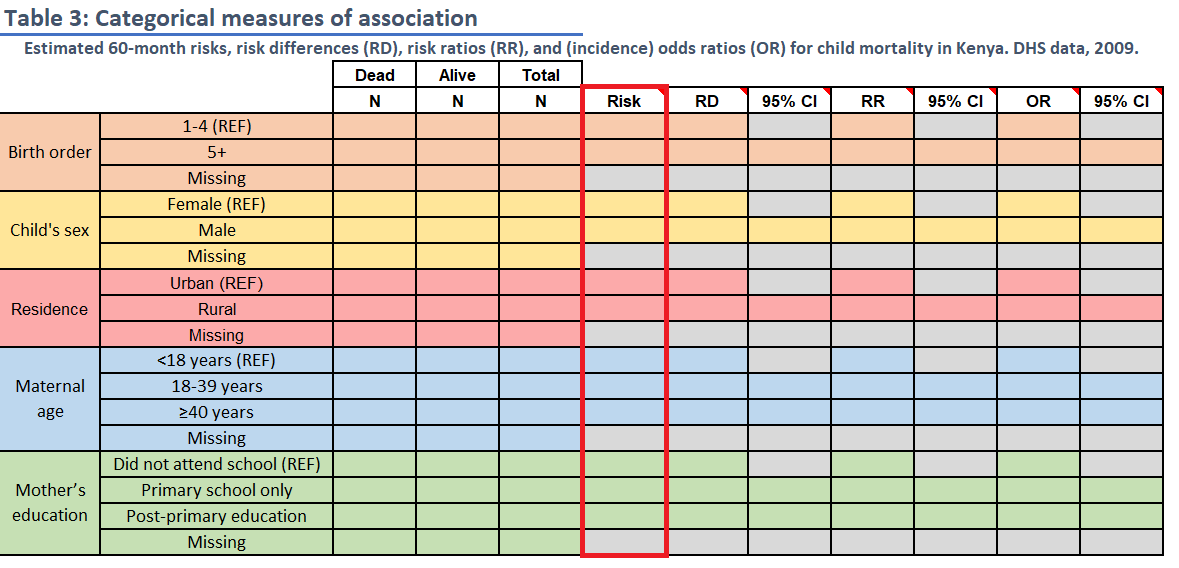 Table 3: Categorical measures of association
Estimated 60-month risks, risk differences (RD), risk ratios (RR), and (incidence) odds ratios (OR) for child mortality in Kenya. DHS data, 2009.
Dead Alive Total
N N N Risk RD 95% CI RR 95% CI OR 95% CI
Birth order
1-4 (REF)
5+
Missing
Child's sex
Female (REF)
Male
Missing
Residence
Urban (REF)
Rural
Missing
Maternal
age
<18 years (REF)
18-39 years
≥40 years
Missing
Mother’s
education
Did not attend school (REF)
Primary school only
Post-primary education
Missing